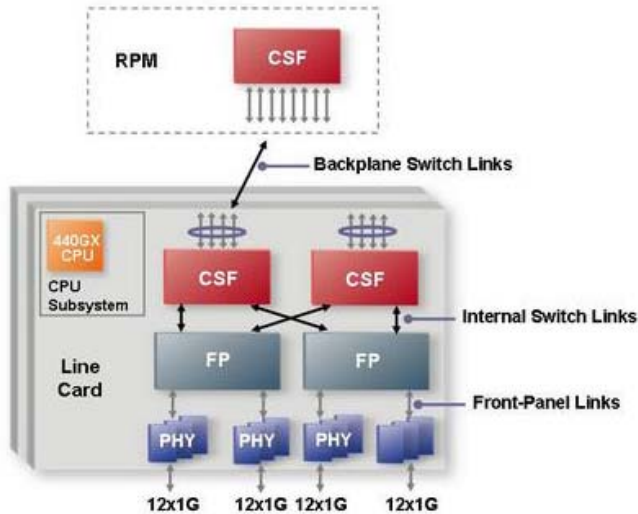 RPM
CSF
Backplane Switch Links
440GX
CPU
CPU
Subsystem
CSF
CSF
Internal Switch Links
Line
Card
FP
FP
Front-Panel Links
PHY
PHY
PHY
12x1G
12x1G
12x1G
12x1G